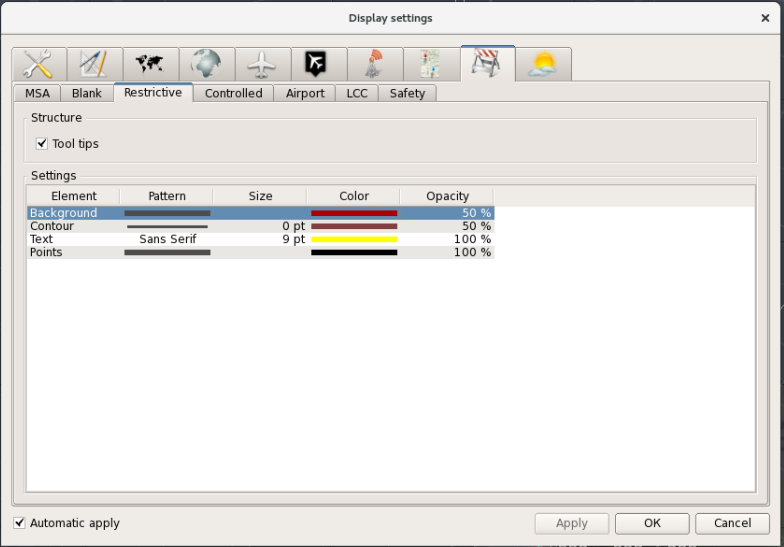 Display settings
MSA Blank Restrictive Controlled Airport LCC Safety
Structure
Tool tips
Settings
Element Pattern Size Color Opacity
Background 50 %
Contour 0 pt 50 %
Text Sans Serif 9 pt 100 %
Points 100 %
Automatic apply Apply OK Cancel